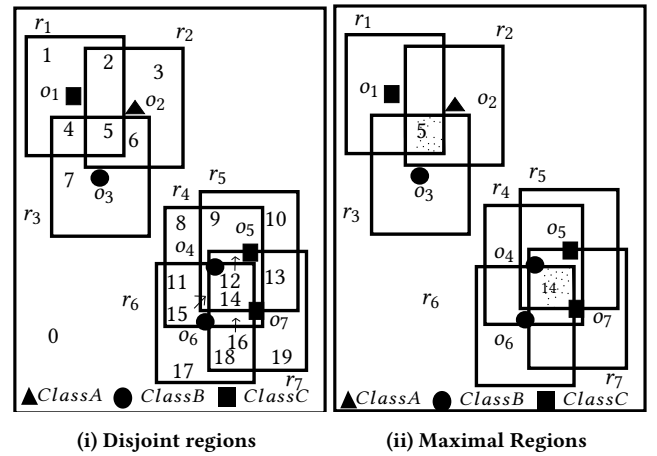 r1
r2
1
2
3
o1
o2
4
5
6
7
o3
r3
r4
r5
8
9
10
o4
o5
11
12
↑
13
14
15
↗
r6
o6
o7
↑
16
0
17
18
19
r7
ClassA ClassB ClassC
(i) Disjoint regions
r1
r2
o1
o2
5
o3
r3
r4
r5
o4
o5
14
r6
o6
o7
r7
ClassA ClassB ClassC
(ii) Maximal Regions